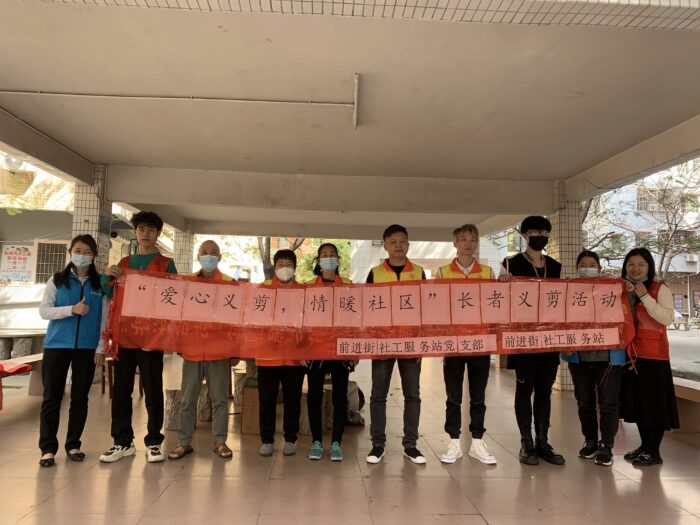 “爱心义剪，情暖社区”长者义剪活动
前进街社工服务站党支部 前进街社工服务站